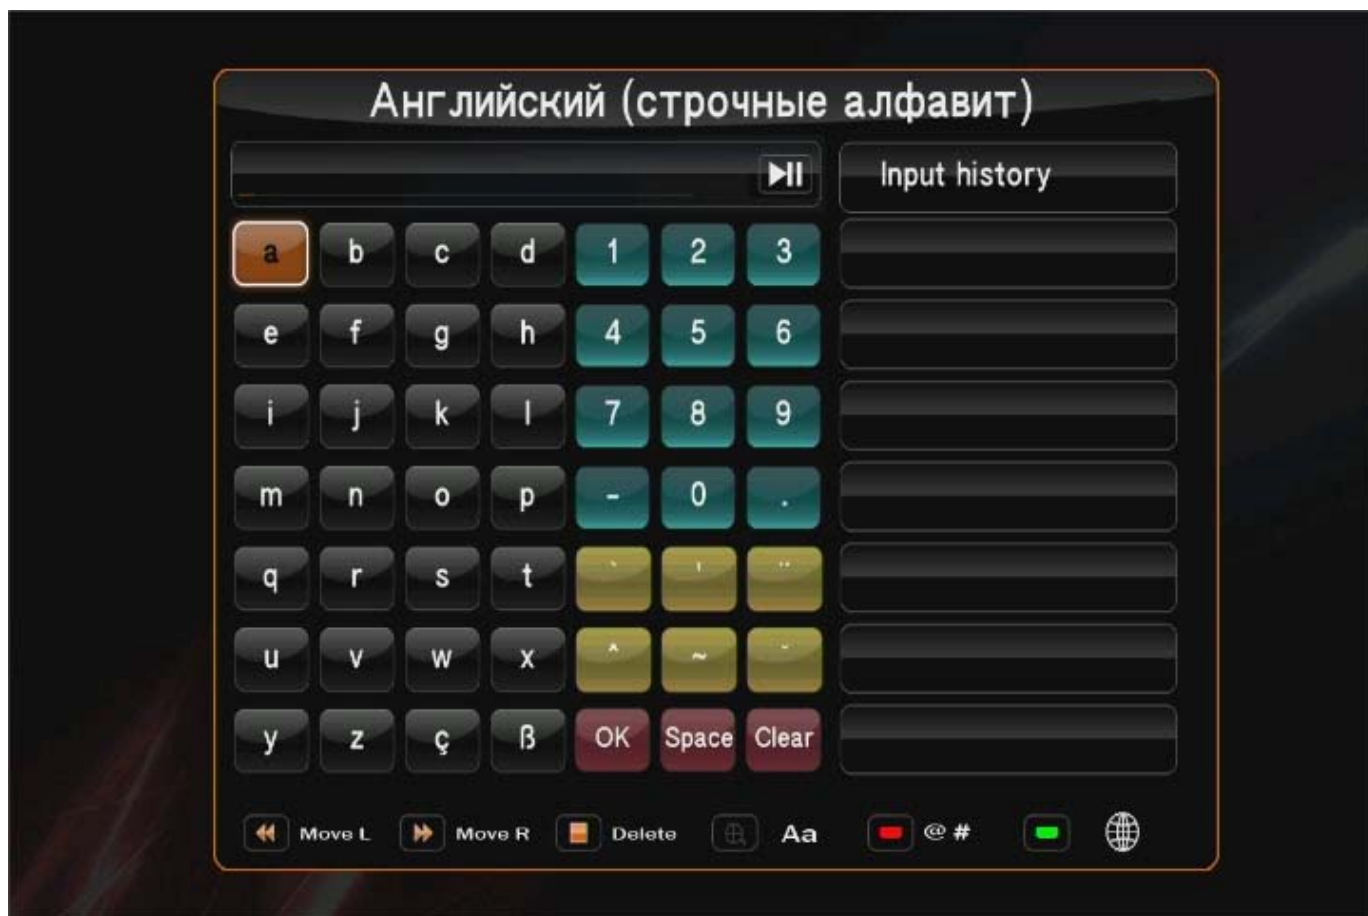 Английский (строчные алфавит)
Input history
a b c d 1 2 3
e f g h 4 5 6
i j k l 7 8 9
m n o p - 0 .
q r s t ` ' ¨
u v w x ^ ~ ˘
y z ç ß OK Space Clear
Move L Move R Delete Aa @ #